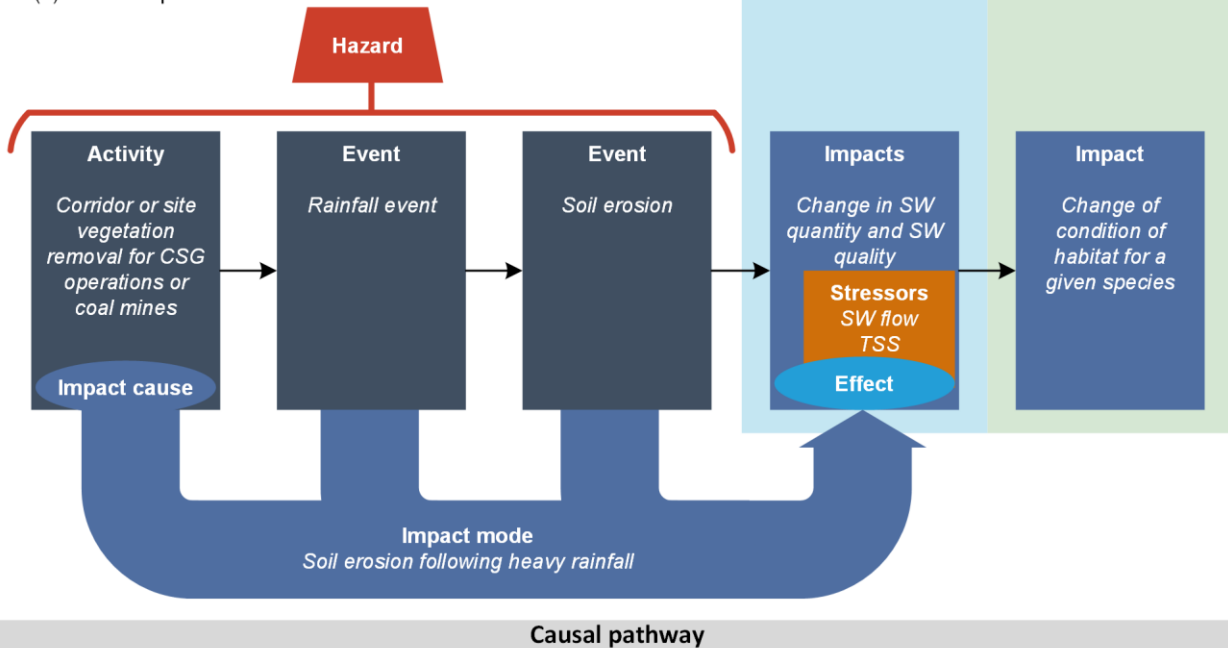 Hazard
Activity
Corridor or site
vegetation
removal for CSG
operations or
coal mines
Impact cause
Event
Rainfall event
Event
Soil erosion
Impacts
Change in SW
quantity and SW
quality
Stressors
SW flow
TSS
Effect
Impact
Change of
condition of
habitat for a
given species
Impact mode
Soil erosion following heavy rainfall
Causal pathway